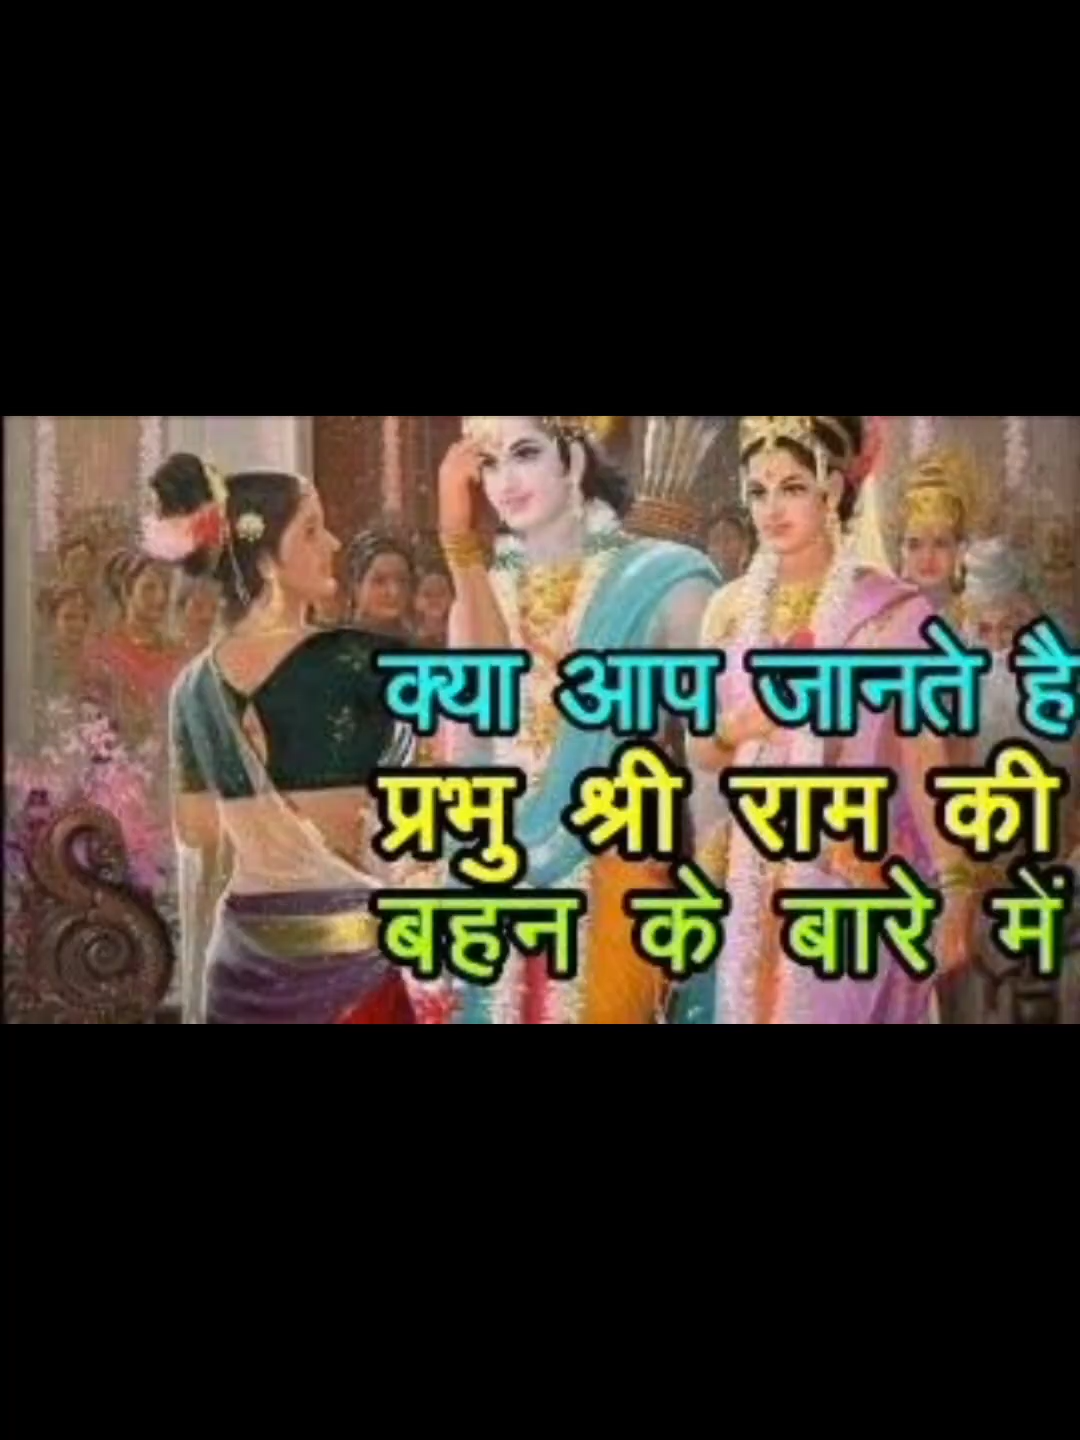 क्या आप जानते है
प्रभु श्री राम की
बहन के बारे में